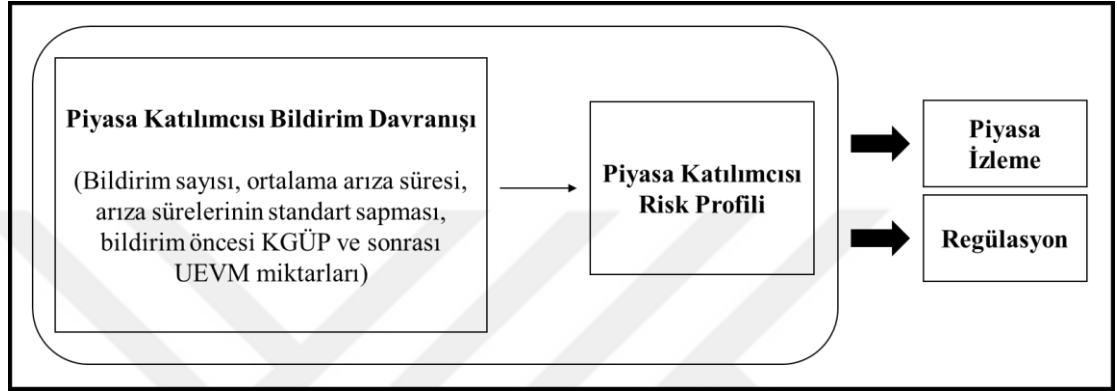 Piyasa Katılımcısı Bildirim Davranışı
(Bildirim sayısı, ortalama arıza süresi,
arıza sürelerinin standart sapması,
bildirim öncesi KGÜP ve sonrası
UEVM miktarları)
Piyasa Katılımcısı
Risk Profili
Piyasa
İzleme
Regülasyon